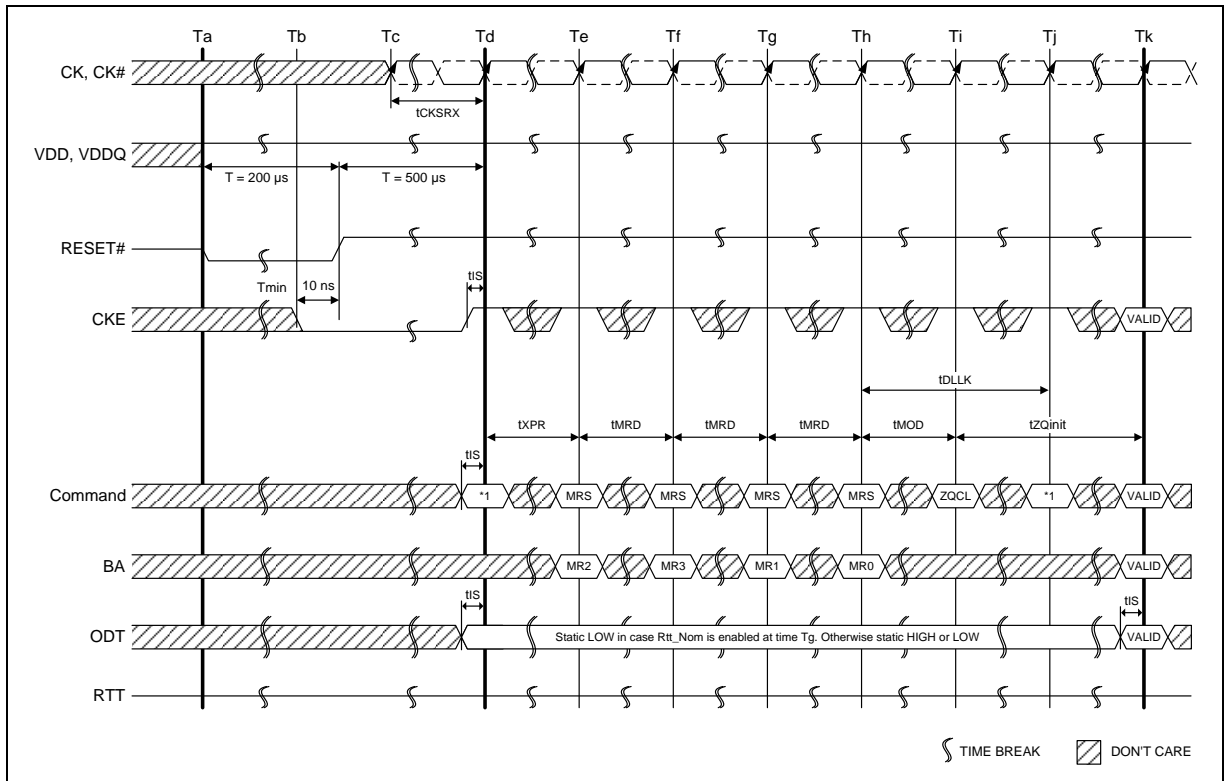 Ta Tb Tc Td Te Tf Tg Th Ti Tj Tk
CK, CK#
tCKSRX
VDD, VDDQ
T = 200 µs T = 500 µs
RESET#
Tmin 10 ns tIS
CKE VALID
tDLLK
tXPR tMRD tMRD tMRD tMOD tZQinit
tIS
Command *1 MRS MRS MRS MRS ZQCL *1 VALID
BA MR2 MR3 MR1 MR0 VALID
tIS tIS
ODT Static LOW in case Rtt_Nom is enabled at time Tg. Otherwise static HIGH or LOW VALID
RTT
TIME BREAK DON'T CARE